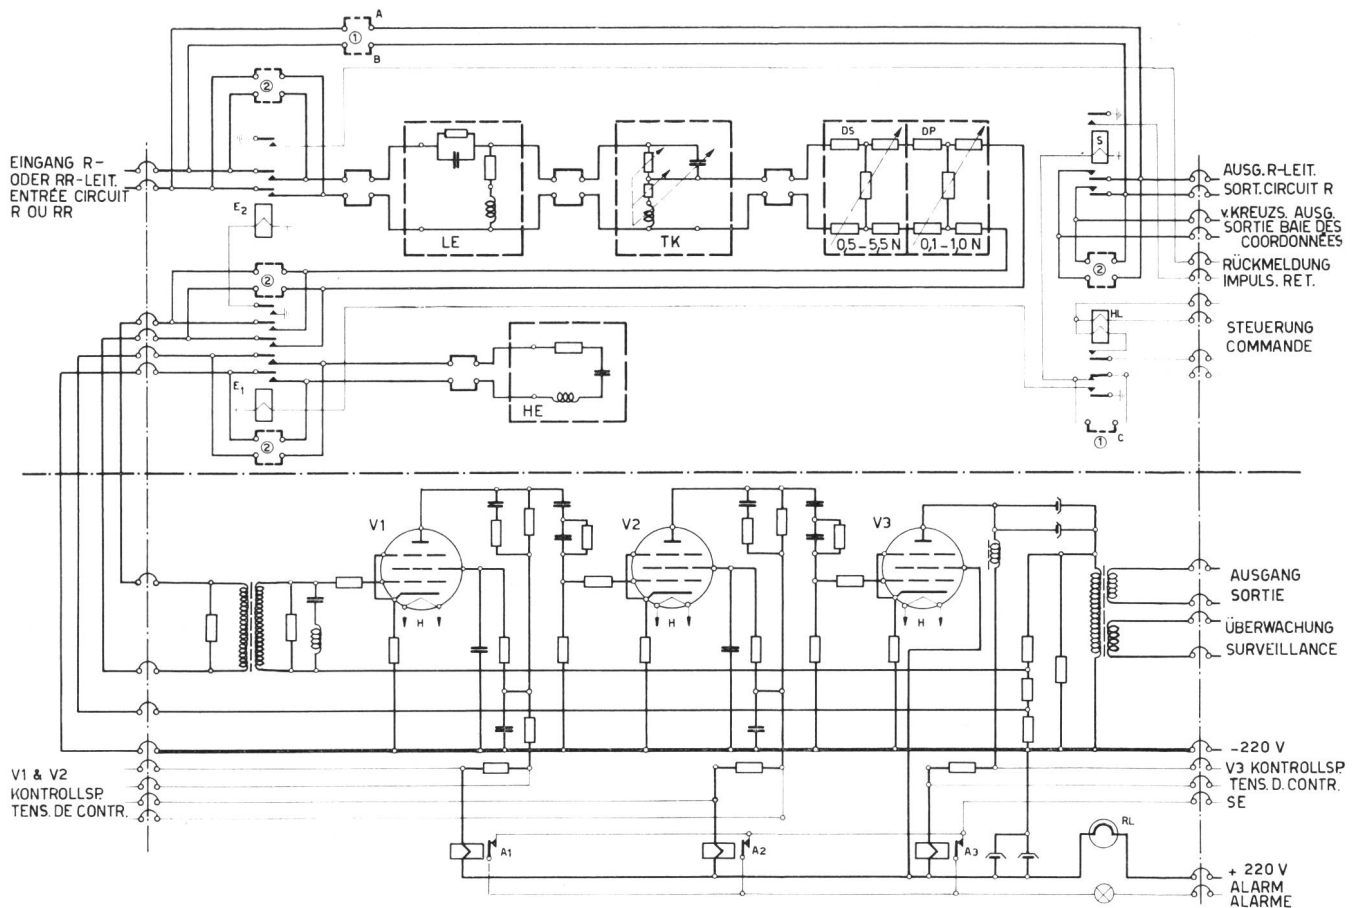 A
①
B
②
EINGANG R-
ODER RR-LEIT.
ENTRÉE CIRCUIT
R OU RR
E2
LE
TK
DS
DP
0,5-5,5 N
0,1-1,0 N
S
AUSG. R-LEIT.
SORT. CIRCUIT R
v. KREUZS. AUSG.
SORTIE BAIE DES
COORDONNÉES
②
②
RÜCKMELDUNG
IMPULS. RET.
HL
STEUERUNG
COMMANDE
E1
HE
②
①
C
V1
V2
V3
H
H
H
AUSGANG
SORTIE
ÜBERWACHUNG
SURVEILLANCE
-220 V
V1 & V2
KONTROLLSP.
TENS. DE CONTR.
V3 KONTROLLSP.
TENS. D. CONTR.
SE
A1
A2
A3
RL
+ 220 V
ALARM
ALARME